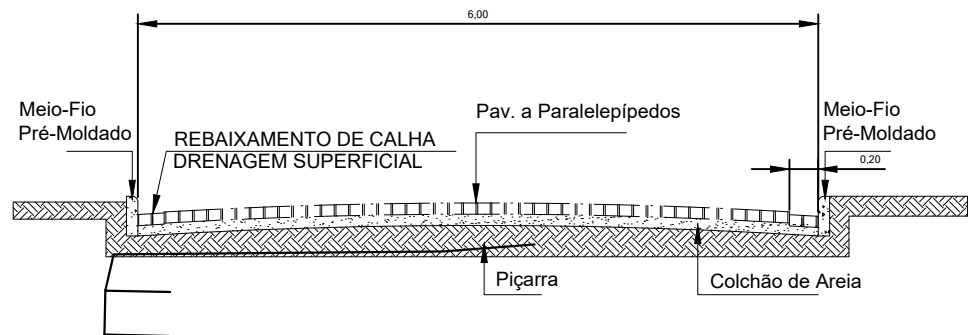 6,00
Meio-Fio
Pré-Moldado
REBAIXAMENTO DE CALHA
DRENAGEM SUPERFICIAL
Pav. a Paralelepípedos
Meio-Fio
Pré-Moldado
0,20
Piçarra
Colchão de Areia